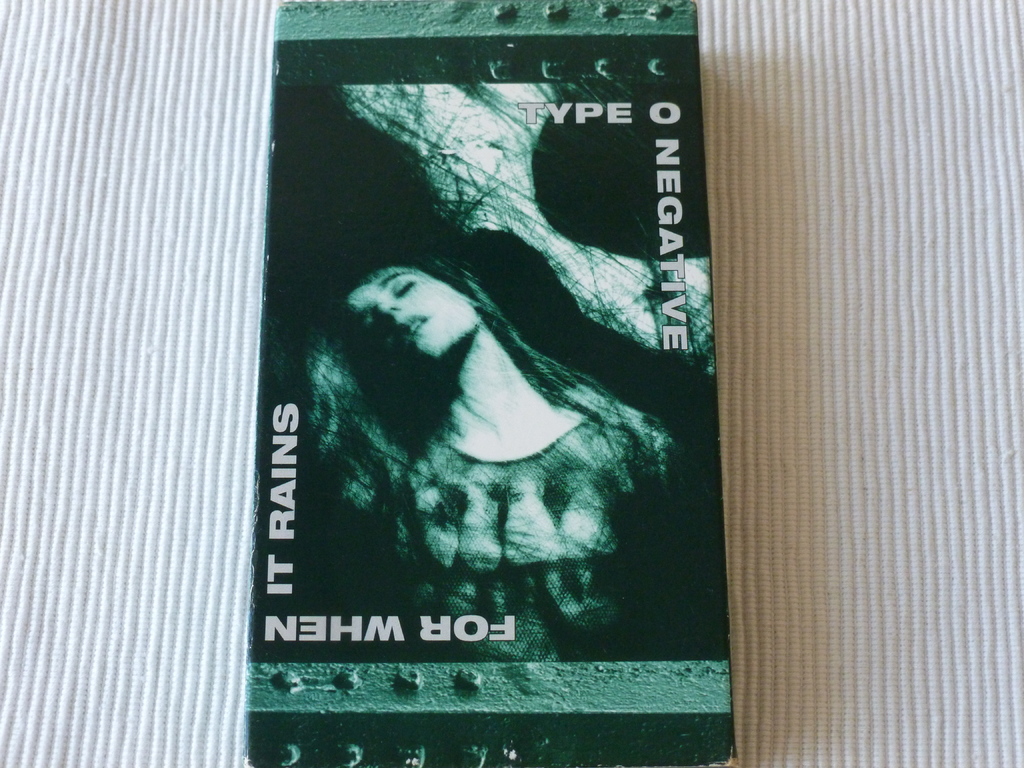 TYPE O
NEGATIVE
FOR WHEN
IT RAINS